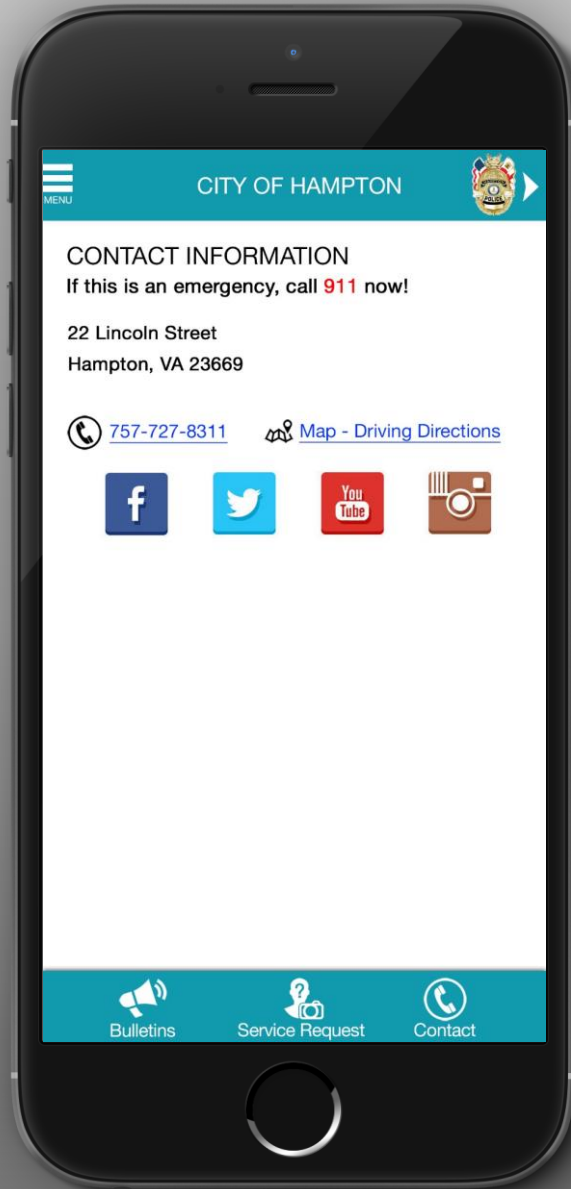 MENU
CITY OF HAMPTON
POLICE
CONTACT INFORMATION
If this is an emergency, call 911 now!
22 Lincoln Street
Hampton, VA 23669
757-727-8311
Map - Driving Directions
f
You
Tube
Bulletins
Service Request
Contact